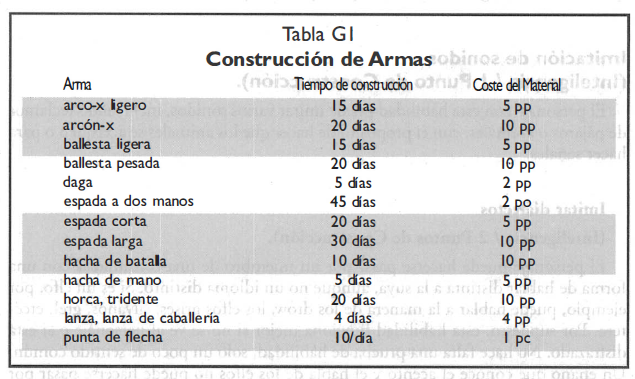 Tabla G1
Construcción de Armas
Arma Tiempo de construcción Coste del Material
arco-x ligero 15 días 5 pp
arcón-x 20 días 10 pp
ballesta ligera 15 días 5 pp
ballesta pesada 20 días 10 pp
daga 5 días 2 pp
espada a dos manos 45 días 2 po
espada corta 20 días 5 pp
espada larga 30 días 10 pp
hacha de batalla 10 días 10 pp
hacha de mano 5 días 5 pp
horca, tridente 20 días 10 pp
lanza, lanza de caballería 4 días 4 pp
punta de flecha 10/día 1 pc